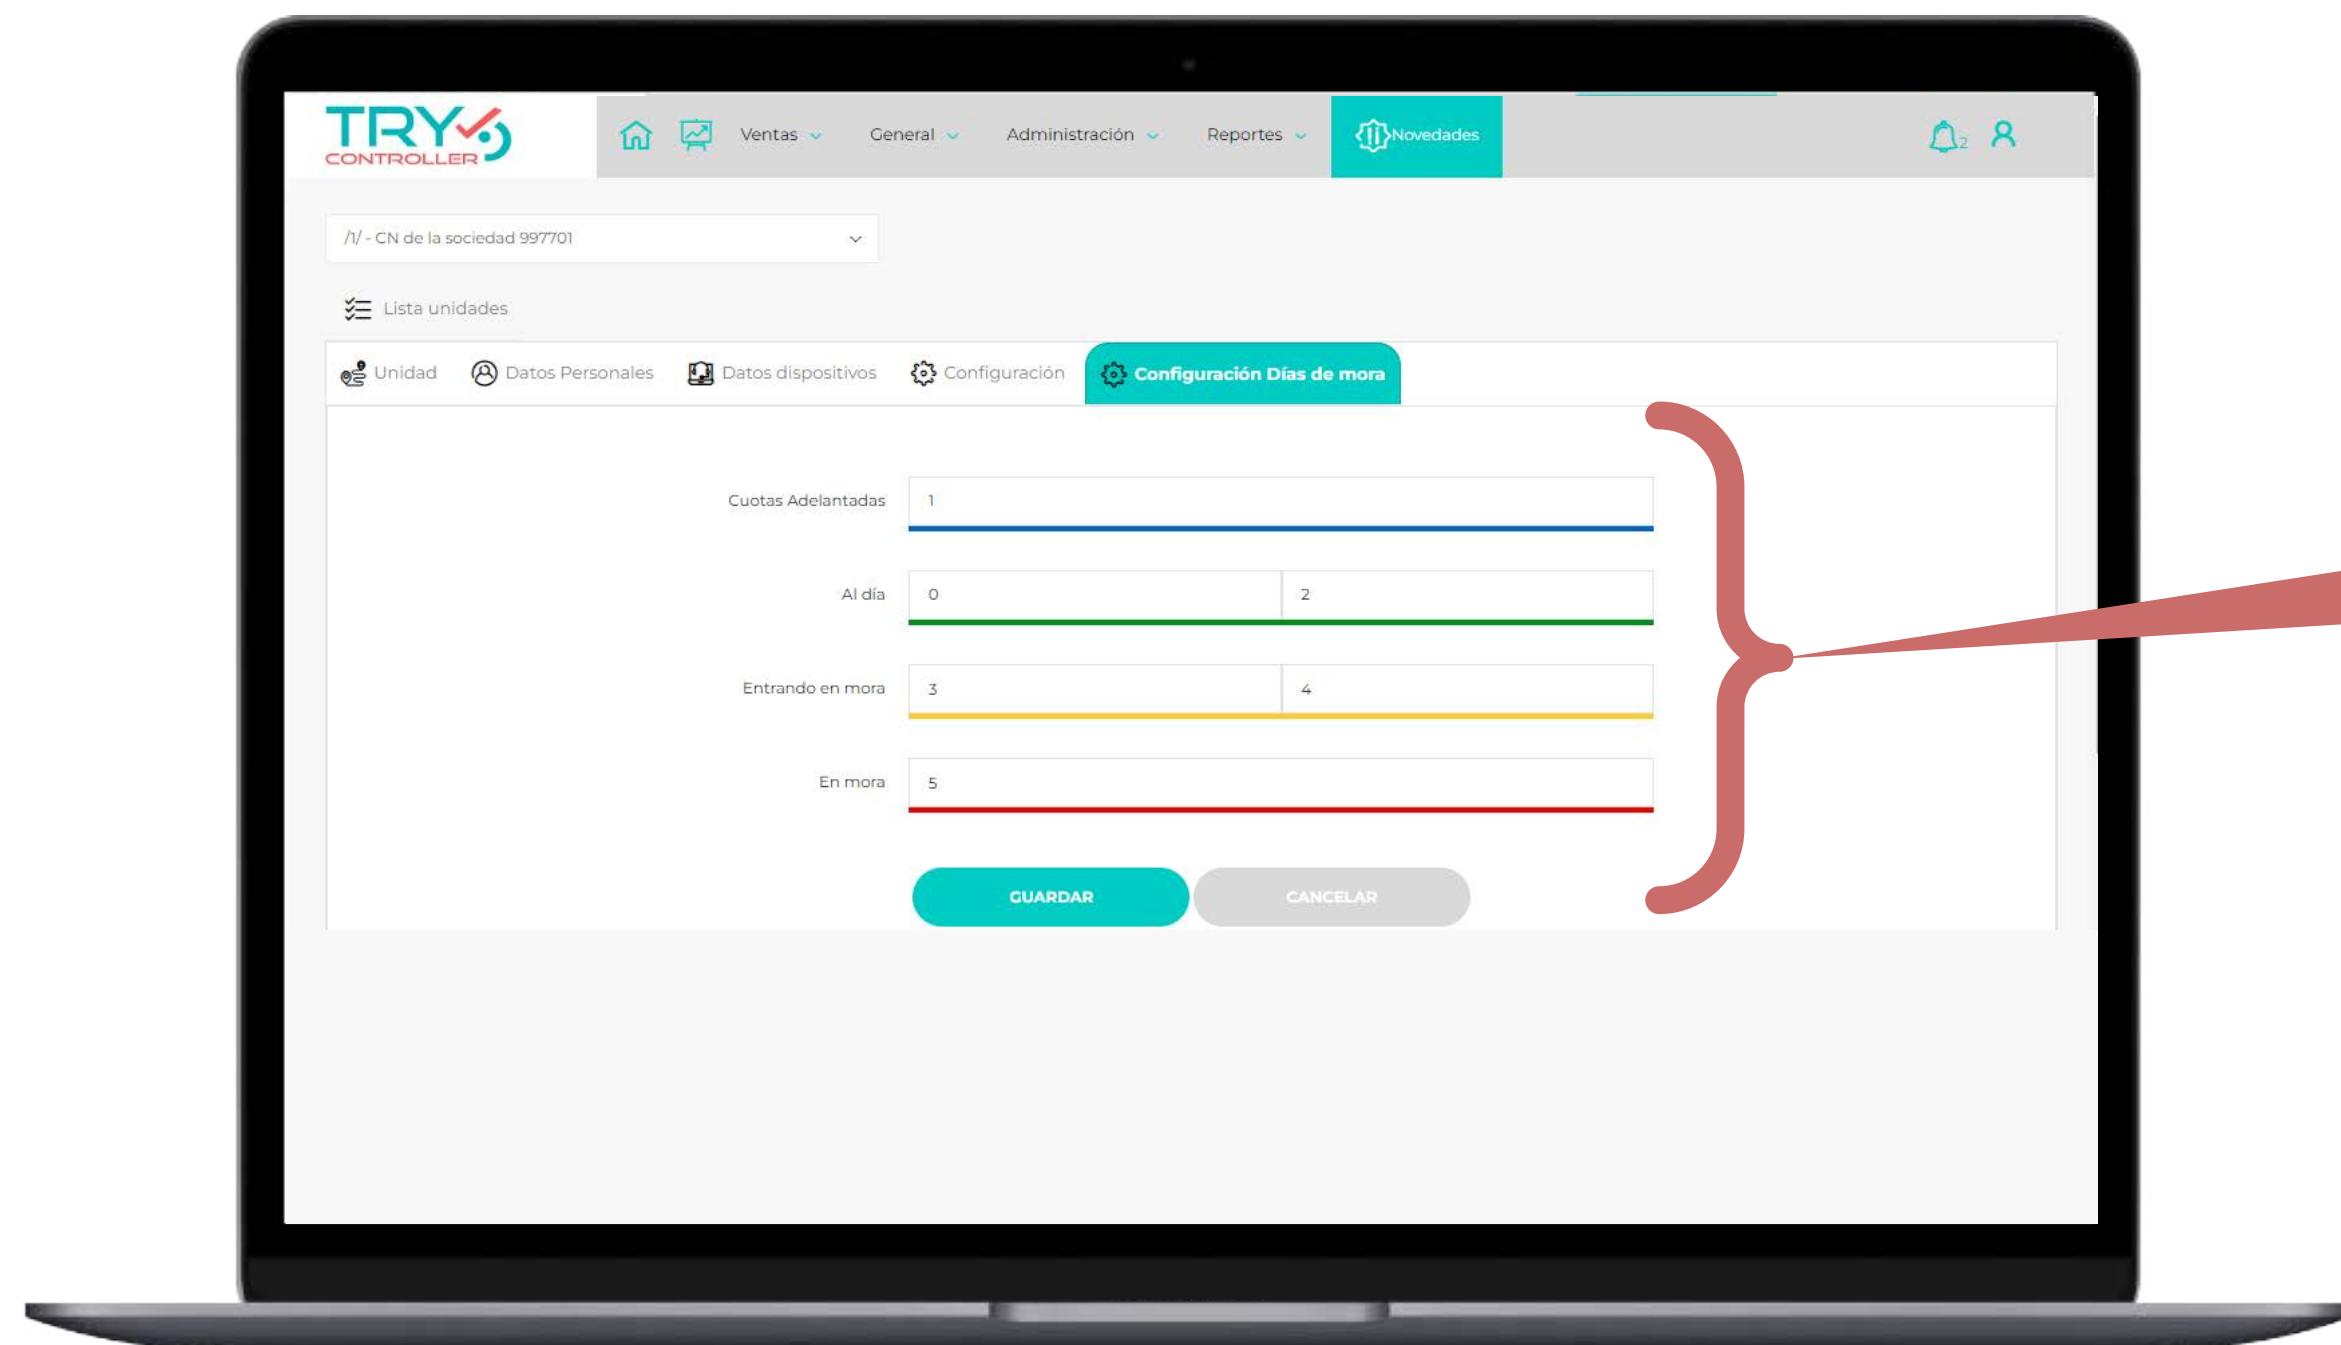 TRY
CONTROLLER
Ventas General Administración Reportes Novedades 2
/1/ - CN de la sociedad 997701
Lista unidades
Unidad Datos Personales Datos dispositivos Configuración Configuración Días de mora
Cuotas Adelantadas 1
Al día 0 2
Entrando en mora 3 4
En mora 5
GUARDAR CANCELAR